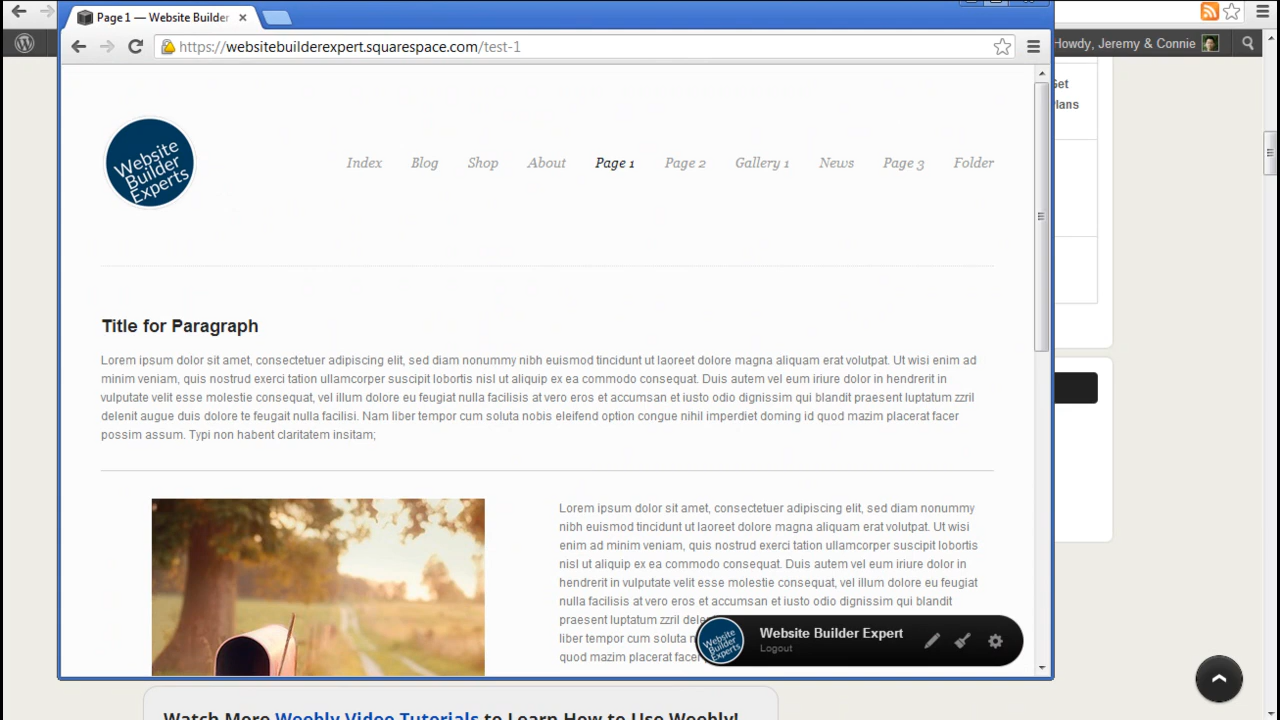 Page 1 — Website Builder
https://websitebuilderexpert.squarespace.com/test-1
Howdy, Jeremy & Connie
Get
Plans
Website
Builder
Experts
Index Blog Shop About Page 1 Page 2 Gallery 1 News Page 3 Folder
Title for Paragraph
Lorem ipsum dolor sit amet, consectetuer adipiscing elit, sed diam nonummy nibh euismod tincidunt ut laoreet dolore magna aliquam erat volutpat. Ut wisi enim ad
minim veniam, quis nostrud exerci tation ullamcorper suscipit lobortis nisl ut aliquip ex ea commodo consequat. Duis autem vel eum iriure dolor in hendrerit in
vulputate velit esse molestie consequat, vel illum dolore eu feugiat nulla facilisis at vero eros et accumsan et iusto odio dignissim qui blandit praesent luptatum zzril
delenit augue duis dolore te feugait nulla facilisi. Nam liber tempor cum soluta nobis eleifend option congue nihil imperdiet doming id quod mazim placerat facer
possim assum. Typi non habent claritatem insitam;
Lorem ipsum dolor sit amet, consectetuer adipiscing elit, sed diam nonummy
nibh euismod tincidunt ut laoreet dolore magna aliquam erat volutpat. Ut wisi
enim ad minim veniam, quis nostrud exerci tation ullamcorper suscipit lobortis
nisl ut aliquip ex ea commodo consequat. Duis autem vel eum iriure dolor in
hendrerit in vulputate velit esse molestie consequat, vel illum dolore eu feugiat
nulla facilisis at vero eros et accumsan et iusto odio dignissim qui blandit
praesent luptatum zzril
liber tempor cum soluta
quod mazim placerat
Website Builder Expert
Logout
Website
Builder
Experts
Watch More Weebly Video Tutorials to Learn How to Use Weebly!